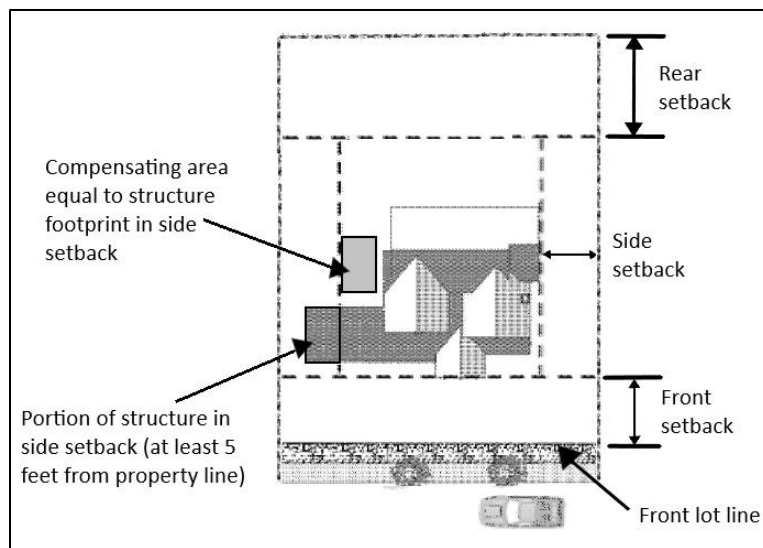 Rear
setback
Compensating area
equal to structure
footprint in side
setback
Side
setback
Portion of structure in
side setback (at least 5
feet from property line)
Front
setback
Front lot line